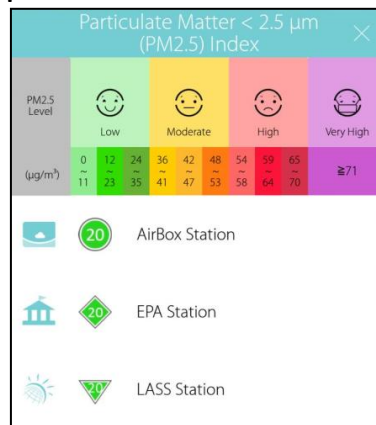 Particulate Matter < 2.5 μm
(PM2.5) Index
PM2.5
Level
Low
Moderate
High
Very High
(μg/m³)
0
~
11
12
~
23
24
~
35
36
~
41
42
~
47
48
~
53
54
~
58
59
~
64
65
~
70
≧71
20
AirBox Station
20
EPA Station
20
LASS Station